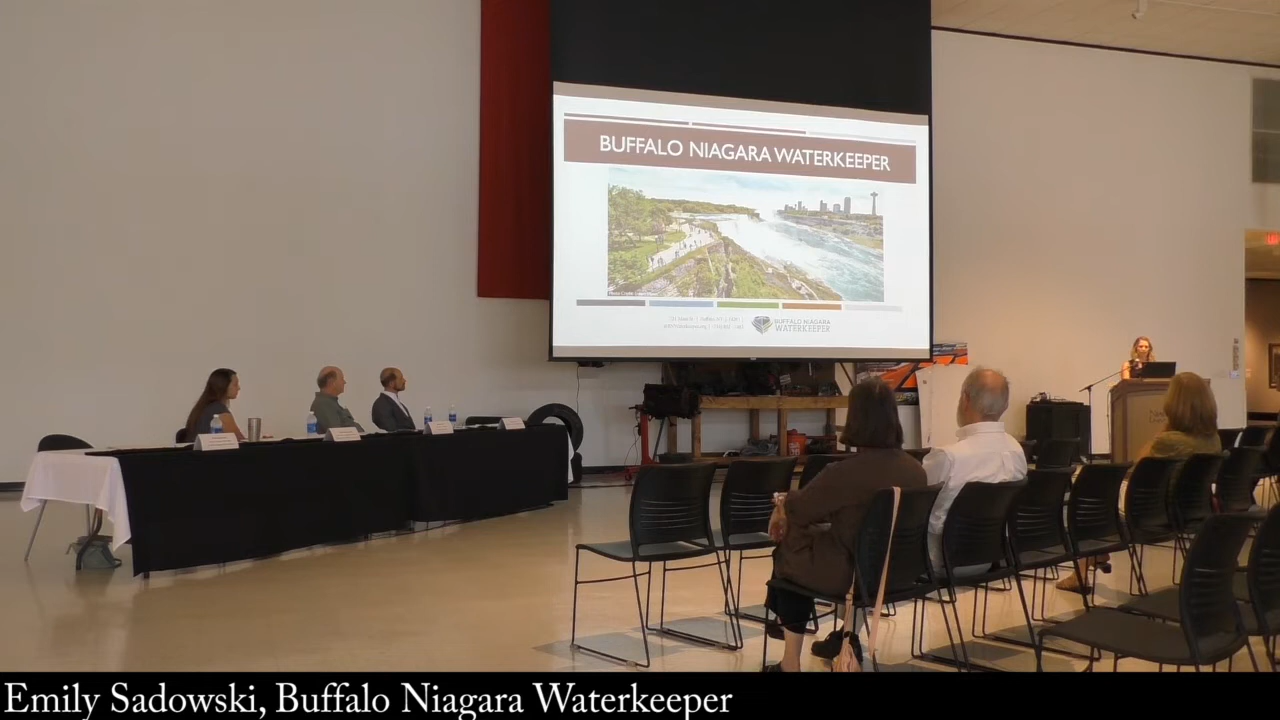 BUFFALO NIAGARA WATERKEEPER
BUFFALO NIAGARA
WATERKEEPER
Emily Sadowski, Buffalo Niagara Waterkeeper